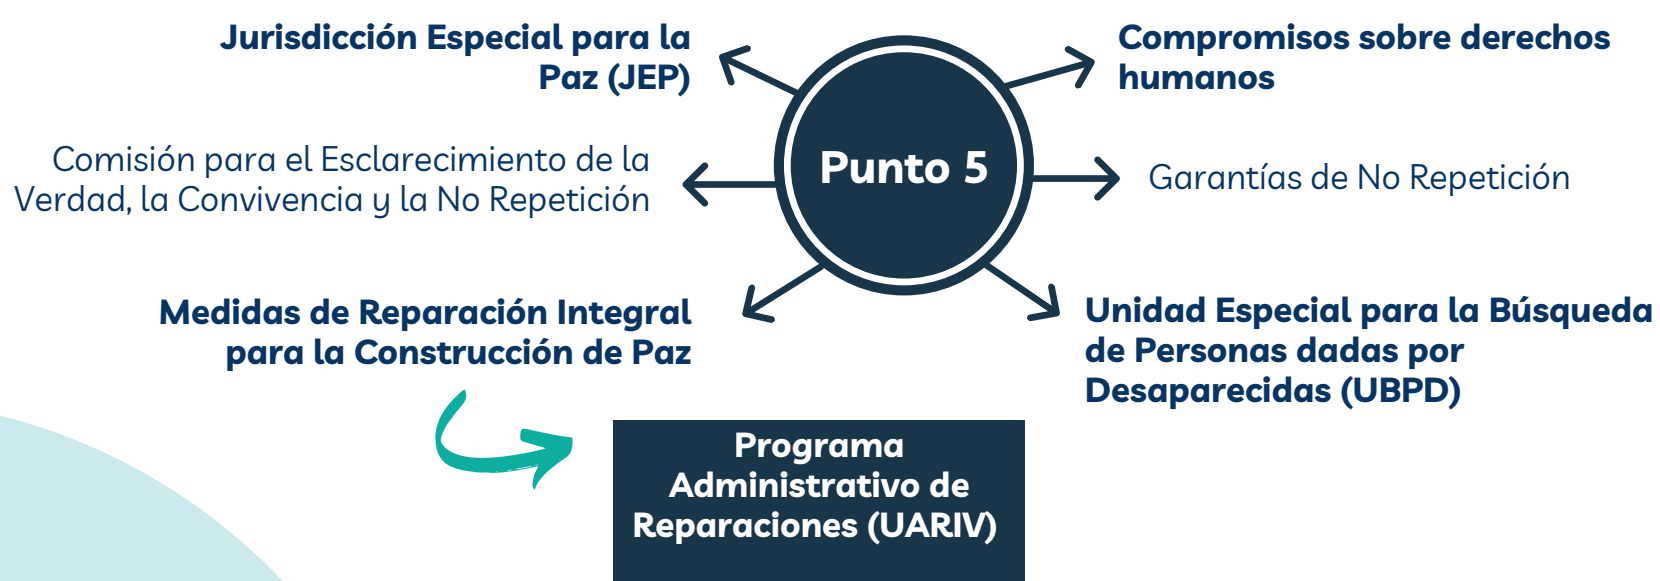 Jurisdicción Especial para la
Paz (JEP)
Compromisos sobre derechos
humanos
Comisión para el Esclarecimiento de la
Verdad, la Convivencia y la No Repetición
Punto 5
Garantías de No Repetición
Medidas de Reparación Integral
para la Construcción de Paz
Unidad Especial para la Búsqueda
de Personas dadas por
Desaparecidas (UBPD)
Programa
Administrativo de
Reparaciones (UARIV)